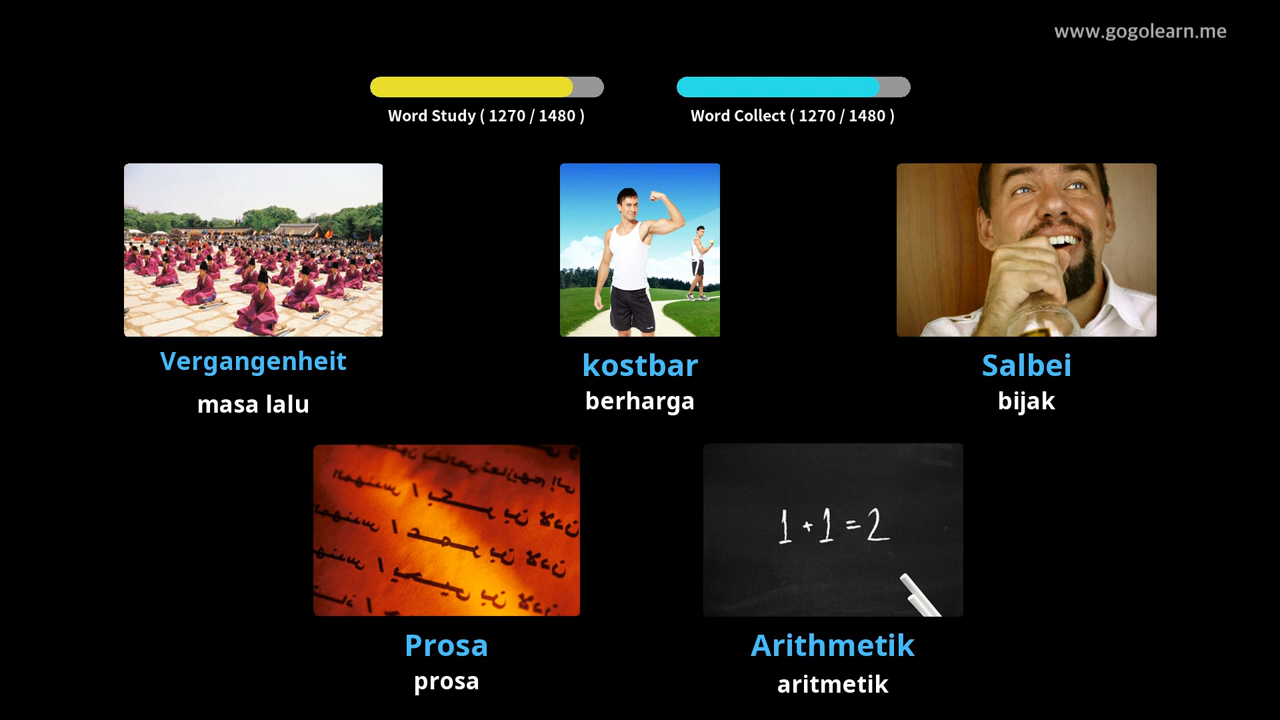 www.gogolearn.me
Word Study ( 1270 / 1480 )
Word Collect ( 1270 / 1480 )
Vergangenheit
masa lalu
kostbar
berharga
Salbei
bijak
1 + 1 = 2
Prosa
prosa
Arithmetik
aritmetik